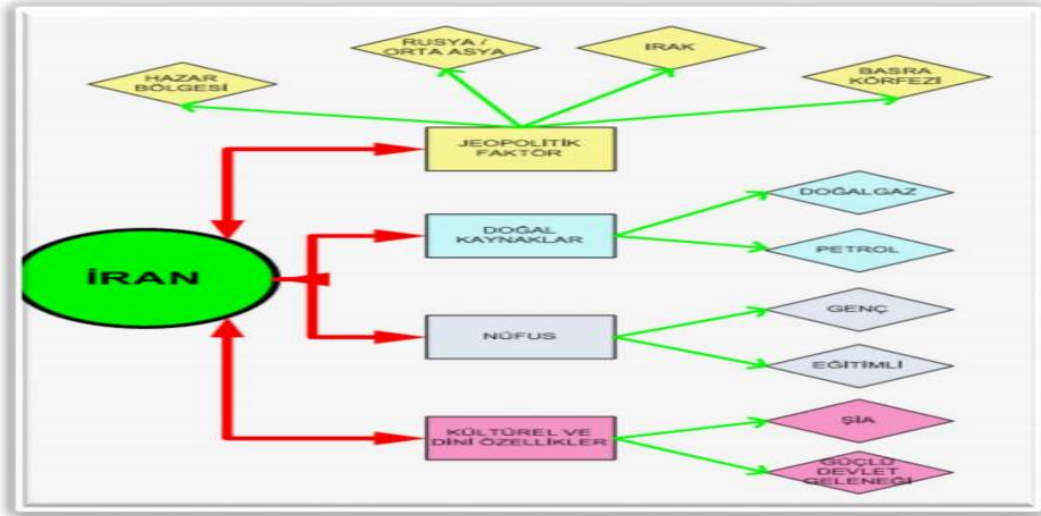 RUSYA /
ORTA ASYA
IRAK
HAZAR
BÖLGESİ
BASRA
KÖRFEZİ
JEOPOLİTİK
FAKTÖR
DOĞALGAZ
DOĞAL
KAYNAKLAR
PETROL
İRAN
GENÇ
NÜFUS
EĞİTİMLİ
ŞİA
KÜLTÜREL VE
DİNİ ÖZELLİKLER
GÜÇLÜ
DEVLET
GELENEĞİ